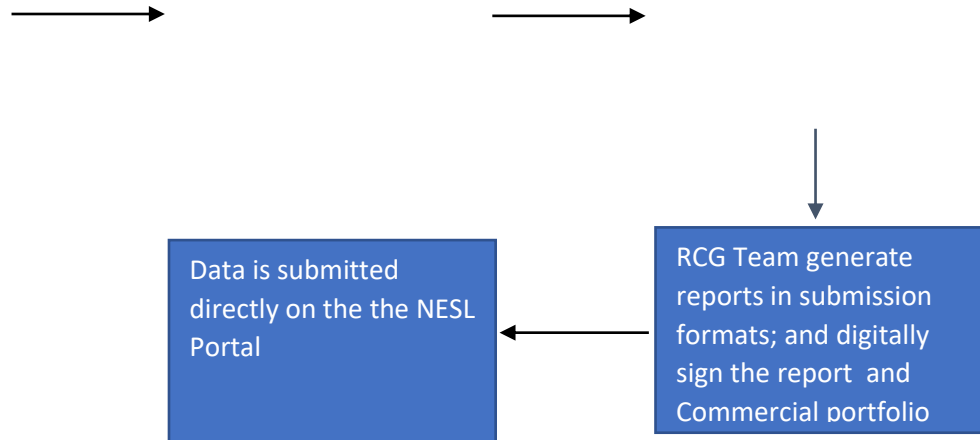 Data is submitted
directly on the the NESL
Portal
RCG Team generate
reports in submission
formats; and digitally
sign the report  and
Commercial portfolio